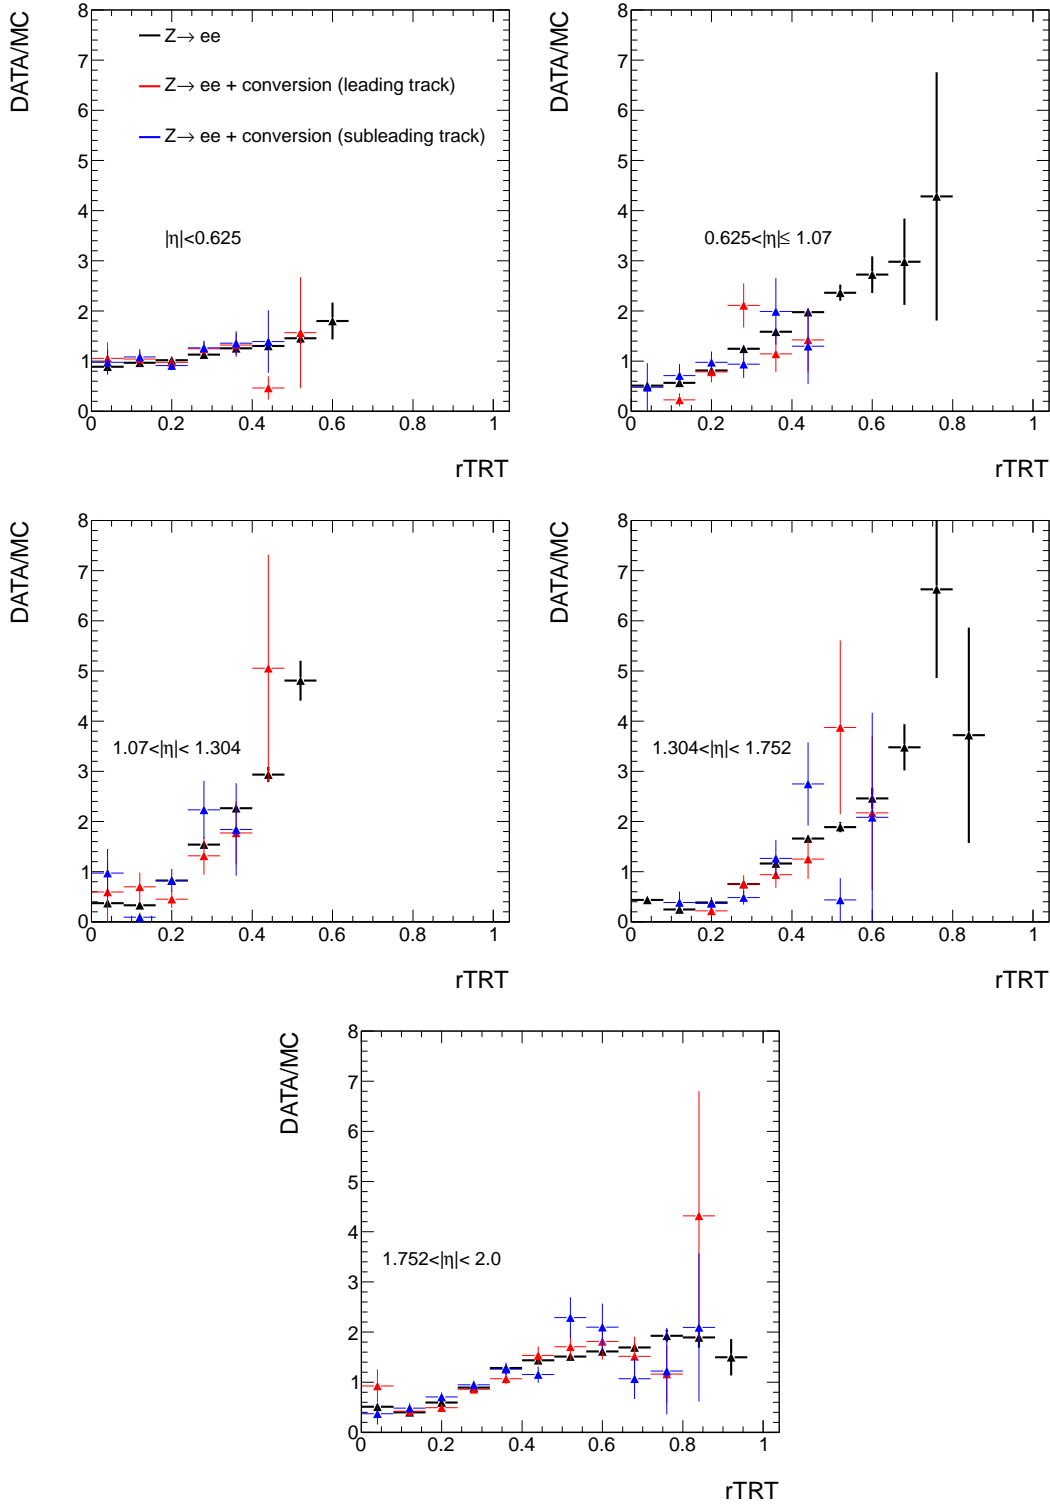 DATA/MC
8
7
6
5
4
3
2
1
0
Z→ ee
Z→ ee + conversion (leading track)
Z→ ee + conversion (subleading track)
|η|<0.625
0 0.2 0.4 0.6 0.8 1
rTRT
DATA/MC
8
7
6
5
4
3
2
1
0
0.625<|η|≤ 1.07
0 0.2 0.4 0.6 0.8 1
rTRT
DATA/MC
8
7
6
5
4
3
2
1
0
1.07<|η|< 1.304
0 0.2 0.4 0.6 0.8 1
rTRT
DATA/MC
8
7
6
5
4
3
2
1
0
1.304<|η|< 1.752
0 0.2 0.4 0.6 0.8 1
rTRT
DATA/MC
8
7
6
5
4
3
2
1
0
1.752<|η|< 2.0
0 0.2 0.4 0.6 0.8 1
rTRT